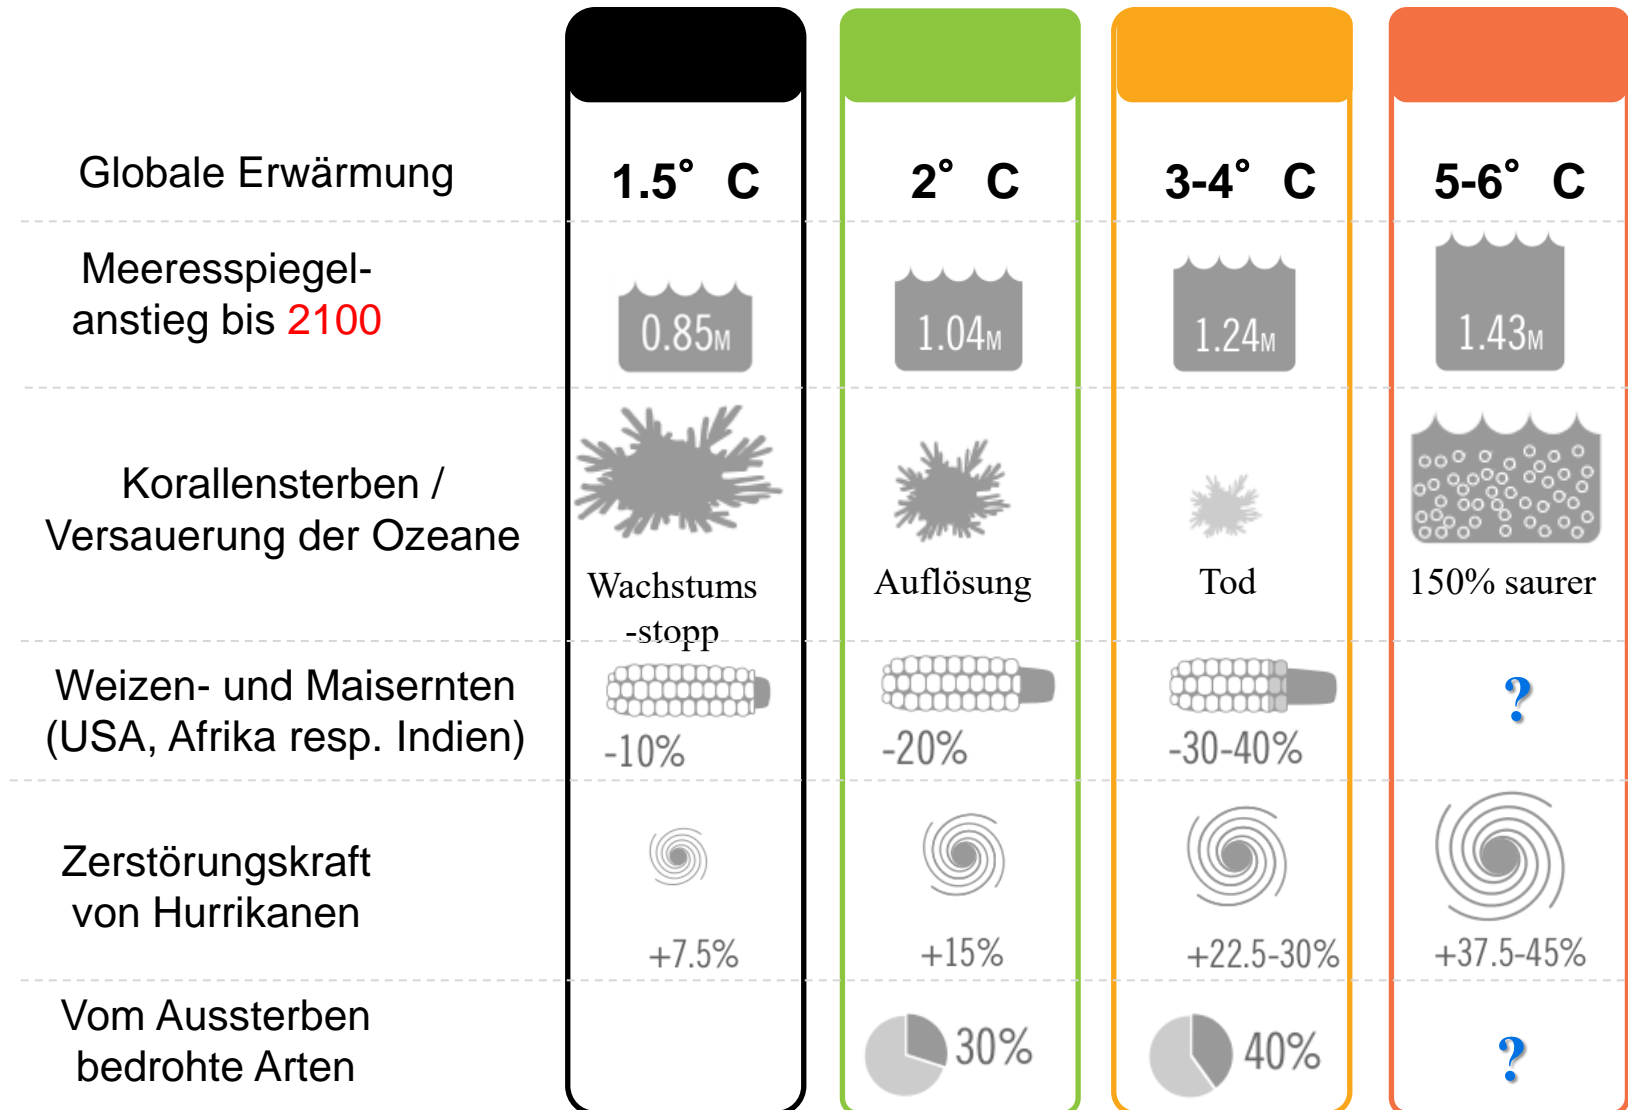 Globale Erwärmung
1.5° C
2° C
3-4° C
5-6° C
Meeresspiegel-
anstieg bis 2100
0.85M
1.04M
1.24M
1.43M
Korallensterben /
Versauerung der Ozeane
Wachstums
-stopp
Auflösung
Tod
150% saurer
Weizen- und Maisernten
(USA, Afrika resp. Indien)
-10%
-20%
-30-40%
?
Zerstörungskraft
von Hurrikanen
+7.5%
+15%
+22.5-30%
+37.5-45%
Vom Aussterben
bedrohte Arten
30%
40%
?